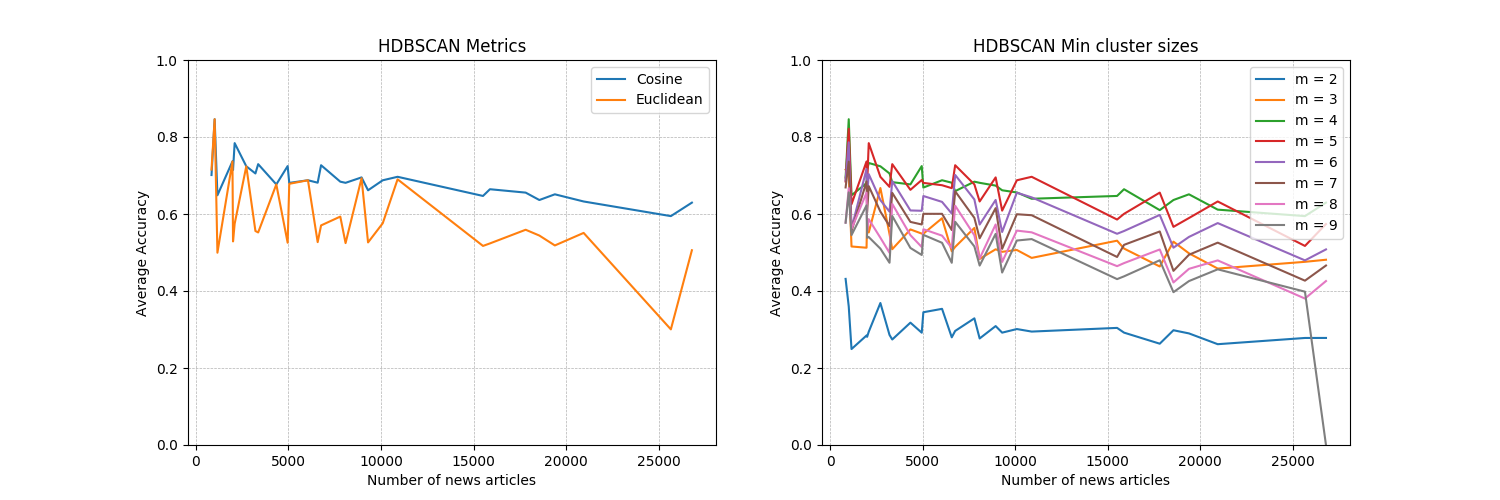 HDBSCAN Metrics
Average Accuracy
1.0
0.8
0.6
0.4
0.2
0.0
Cosine
Euclidean
0 5000 10000 15000 20000 25000
Number of news articles
HDBSCAN Min cluster sizes
Average Accuracy
1.0
0.8
0.6
0.4
0.2
0.0
m = 2
m = 3
m = 4
m = 5
m = 6
m = 7
m = 8
m = 9
0 5000 10000 15000 20000 25000
Number of news articles